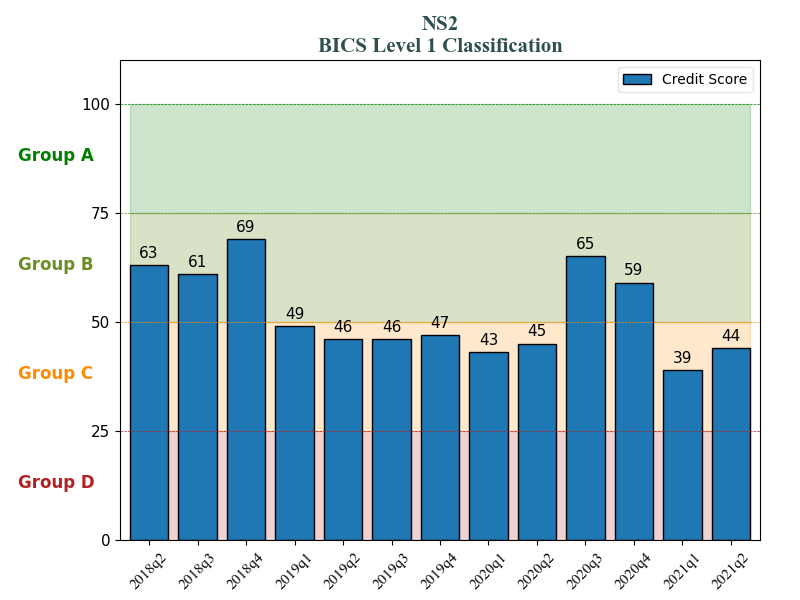 NS2
BICS Level 1 Classification
Credit Score
100
Group A
75
69
65
63
61
59
Group B
50
49
46
46
47
43
45
44
39
Group C
25
Group D
0
2018q2
2018q3
2018q4
2019q1
2019q2
2019q3
2019q4
2020q1
2020q2
2020q3
2020q4
2021q1
2021q2